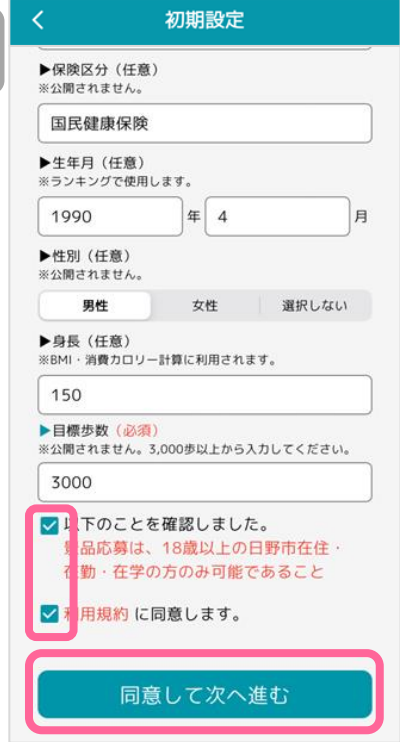 初期設定
▶保険区分（任意）
※公開されません。
国民健康保険
▶生年月（任意）
※ランキングで使用します。
1990 年 4 月
▶性別（任意）
※公開されません。
男性 女性 選択しない
▶身長（任意）
※BMI・消費カロリー計算に利用されます。
150
▶目標歩数（必須）
※公開されません。3,000歩以上から入力してください。
3000
以下のことを確認しました。
景品応募は、18歳以上の日野市在住・
在勤・在学の方のみ可能であること
利用規約 に同意します。
同意して次へ進む